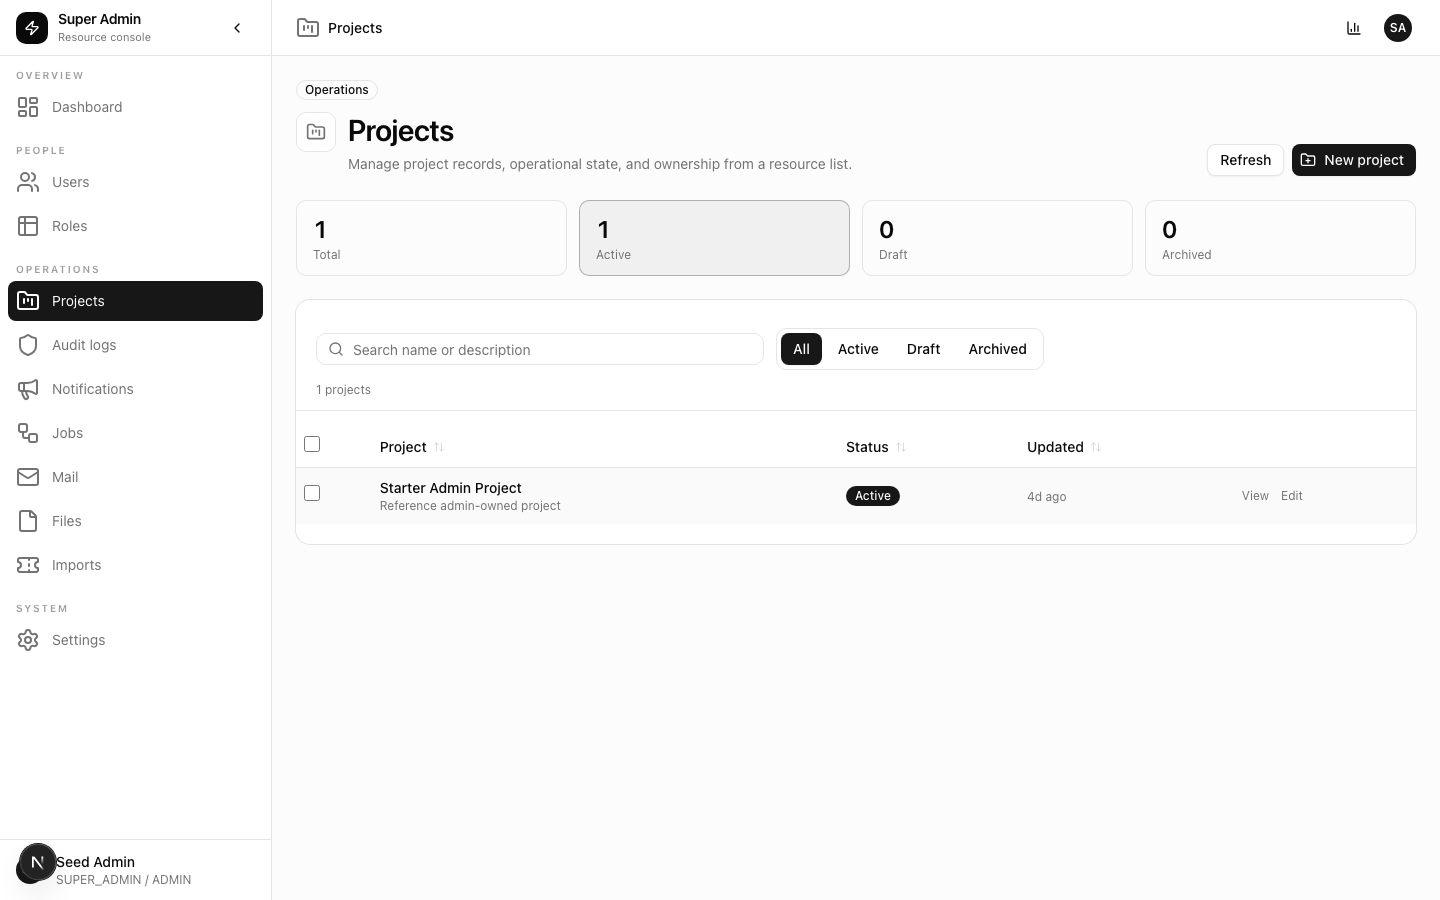 Super Admin
Resource console
OVERVIEW
Dashboard
PEOPLE
Users
Roles
OPERATIONS
Projects
Audit logs
Notifications
Jobs
Mail
Files
Imports
SYSTEM
Settings
N Seed Admin
SUPER_ADMIN / ADMIN
Projects
SA
Operations
Projects
Manage project records, operational state, and ownership from a resource list.
Refresh New project
1 1 0 0
Total Active Draft Archived
Search name or description All Active Draft Archived
1 projects
Project Status Updated
Starter Admin Project
Reference admin-owned project
Active 4d ago View Edit